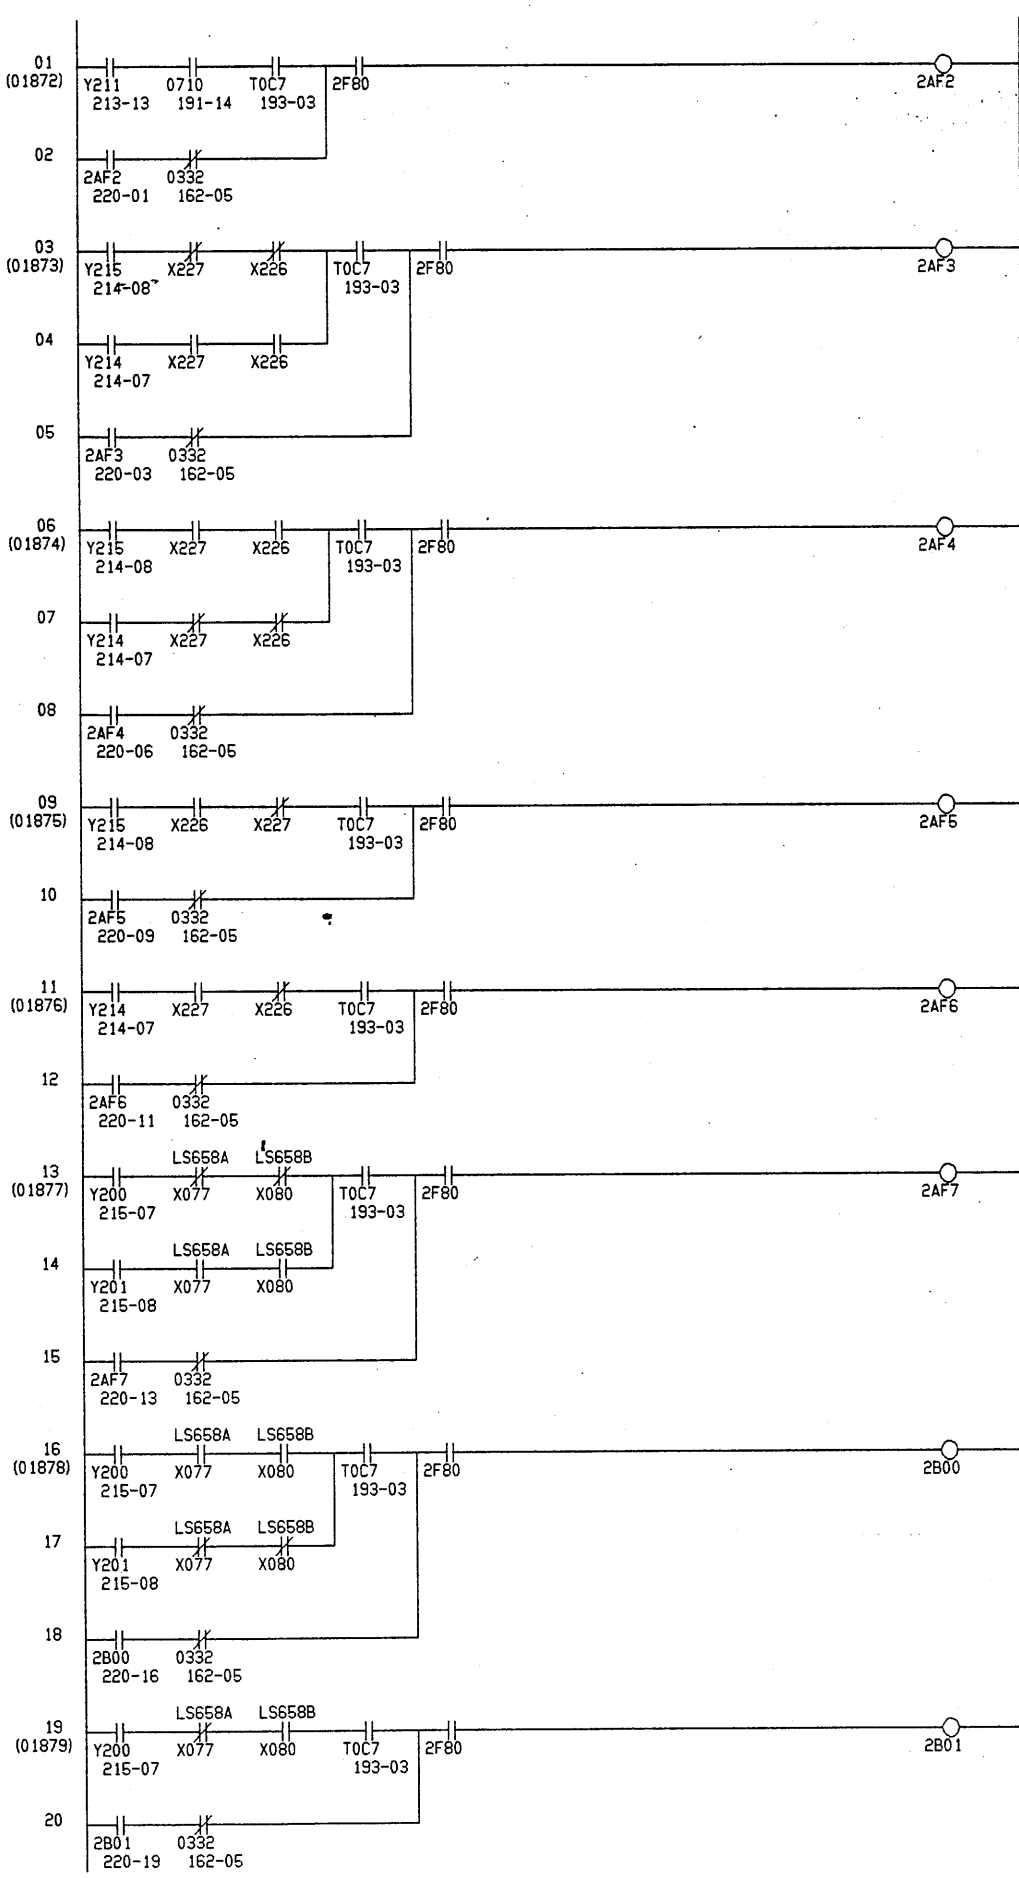 01
(01872) Y211 0710 T0C7 2F80 2AF2
213-13 191-14 193-03
02
2AF2 0332
220-01 162-05
03
(01873) Y215 X227 X226 T0C7 2F80 2AF3
214-08 193-03
04
Y214 X227 X226
214-07
05
2AF3 0332
220-03 162-05
06
(01874) Y215 X227 X226 T0C7 2F80 2AF4
214-08 193-03
07
Y214 X227 X226
214-07
08
2AF4 0332
220-06 162-05
09
(01875) Y215 X226 X227 T0C7 2F80 2AF5
214-08 193-03
10
2AF5 0332
220-09 162-05
11
(01876) Y214 X227 X226 T0C7 2F80 2AF6
214-07 193-03
12
2AF6 0332
220-11 162-05
LS658A LS658B
13
(01877) Y200 X077 X080 T0C7 2F80 2AF7
215-07 193-03
LS658A LS658B
14
Y201 X077 X080
215-08
15
2AF7 0332
220-13 162-05
LS658A LS658B
16
(01878) Y200 X077 X080 T0C7 2F80 2B00
215-07 193-03
LS658A LS658B
17
Y201 X077 X080
215-08
18
2B00 0332
220-16 162-05
LS658A LS658B
19
(01879) Y200 X077 X080 T0C7 2F80 2B01
215-07 193-03
20
2B01 0332
220-19 162-05